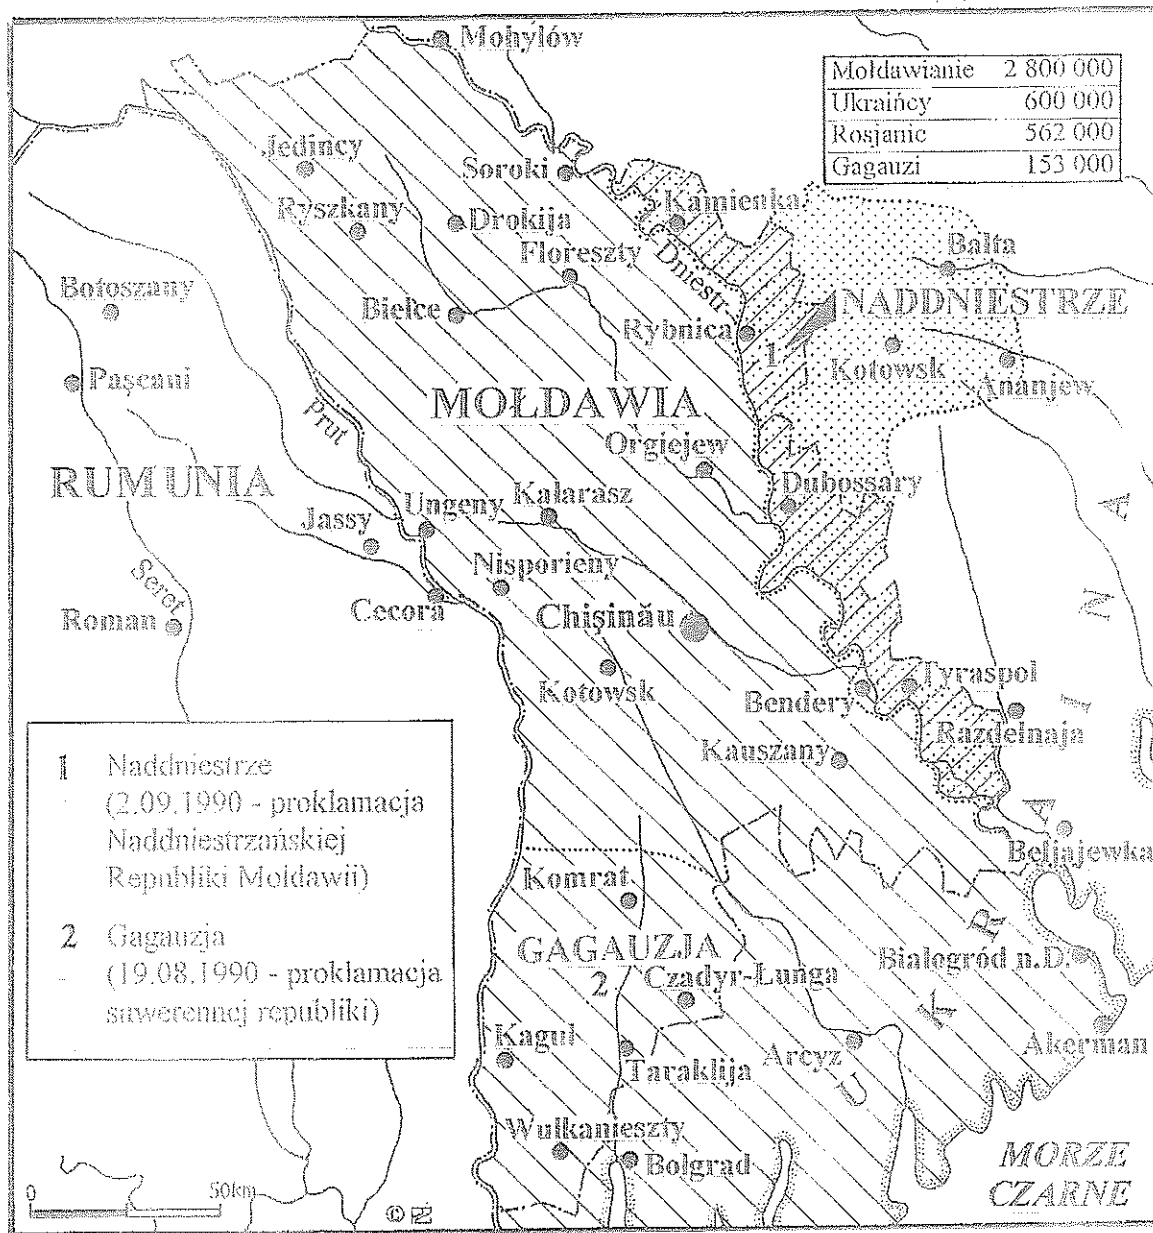 Mohylów
Mołdawianie 2 800 000
Ukraińcy 600 000
Rosjanie 562 000
Gagauzi 153 000
Jedińcy
Soroki
Ryszkany
Drokija
Kamienka
Floreszty
Dniestr
Balta
Botoszany
Bielce
Rybnica
NADDNIESTRZE
1
Kotowsk
Ananjew
Paşcani
MOŁDAWIA
Prut
Orgiejew
RUMUNIA
Dubossary
Kalarasz
Ungeny
Jassy
Nisporieny
Seret
Cecora
Roman
Chişinău
Kotowsk
Bendery
Tyraspol
Razdelnaja
Kauszany
UKRAINA
Beljajewka
1 Naddniestrze
(2.09.1990 - proklamacja
Naddniestrzańskiej
Republiki Mołdawii)
2 Gagauzja
(19.08.1990 - proklamacja
suwerennej republiki)
Komrat
GAGAUZJA
2
Czadyr-Łunga
Białogród n.D.
Akerman
Kaguł
Taraklija
Arcyz
Wulkanieszty
Bolgrad
MORZE
CZARNE
0 50km
©